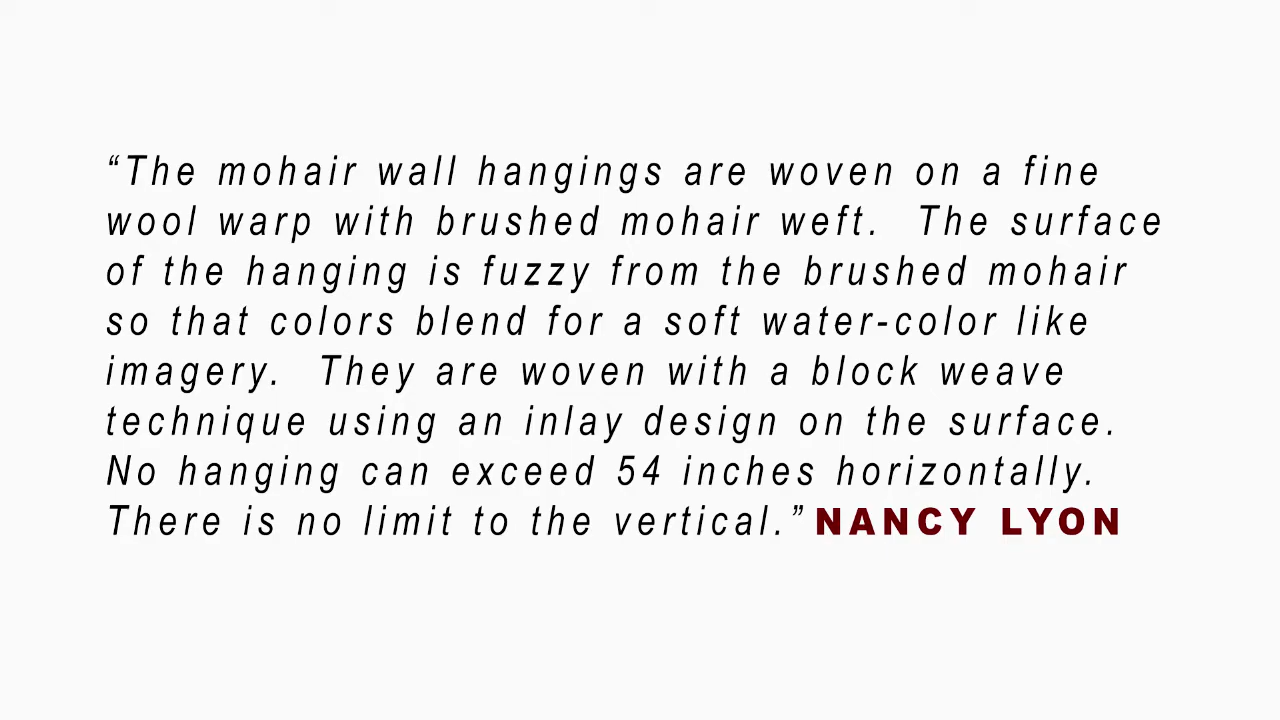 “The mohair wall hangings are woven on a fine
wool warp with brushed mohair weft.  The surface
of the hanging is fuzzy from the brushed mohair
so that colors blend for a soft water-color like
imagery.  They are woven with a block weave
technique using an inlay design on the surface.
No hanging can exceed 54 inches horizontally.
There is no limit to the vertical.” NANCY LYON